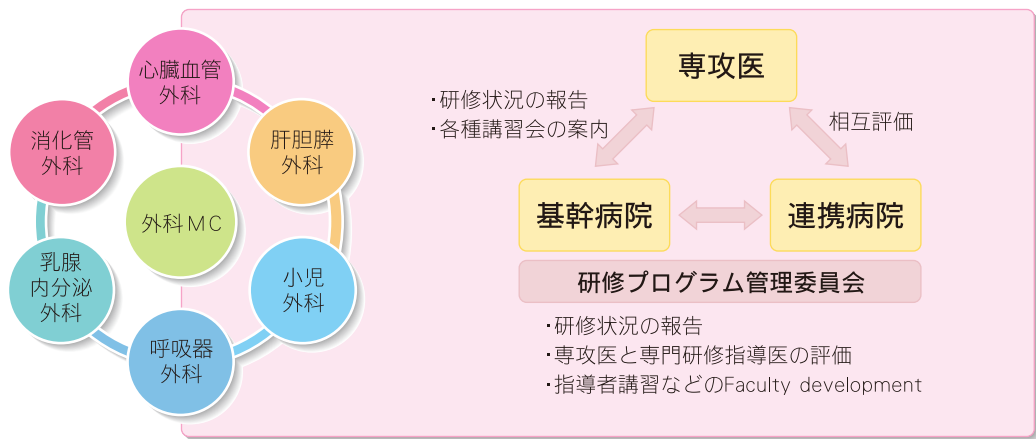 心臓血管
外科
消化管
外科
肝胆膵
外科
外科MC
乳腺
内分泌
外科
小児
外科
呼吸器
外科
専攻医
・研修状況の報告
・各種講習会の案内
相互評価
基幹病院
連携病院
研修プログラム管理委員会
・研修状況の報告
・専攻医と専門研修指導医の評価
・指導者講習などのFaculty development